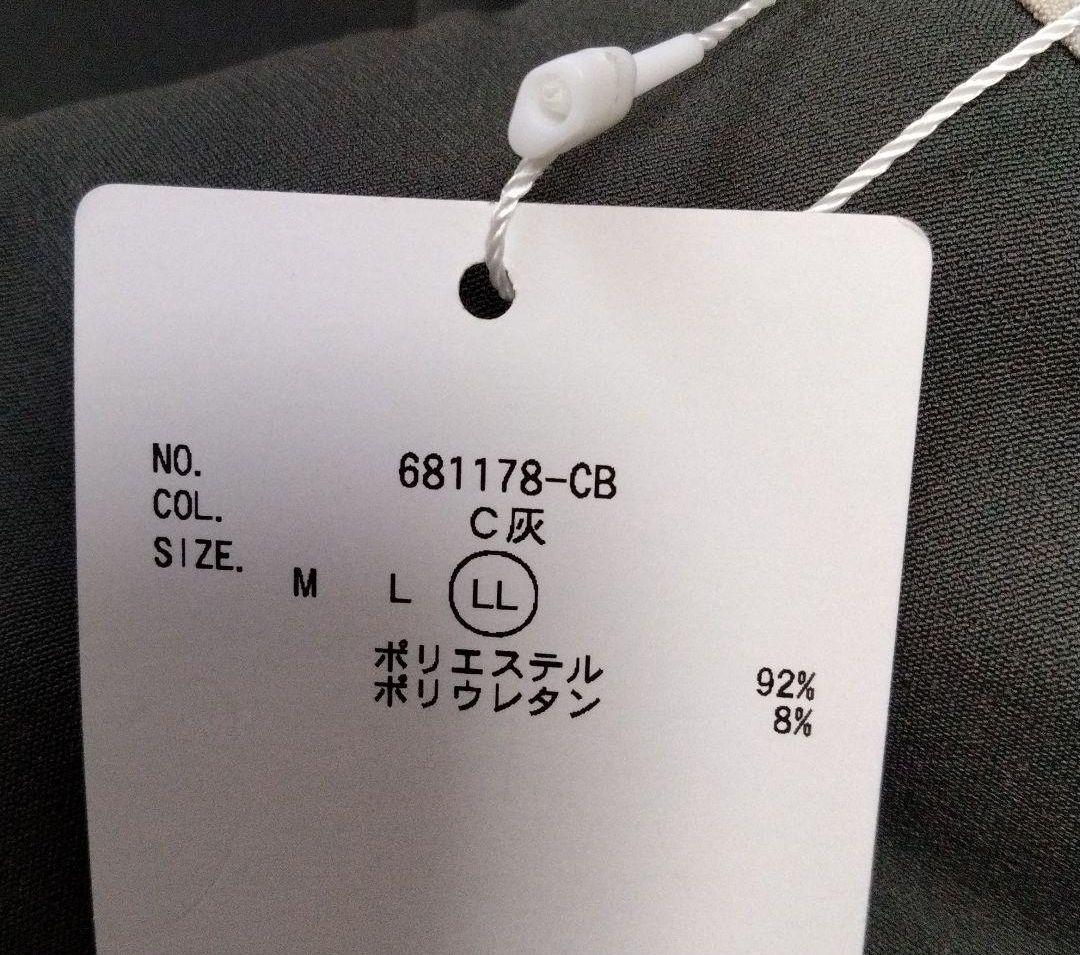 NO. 681178-CB
COL. C灰
SIZE. M L LL
ポリエステル 92%
ポリウレタン 8%